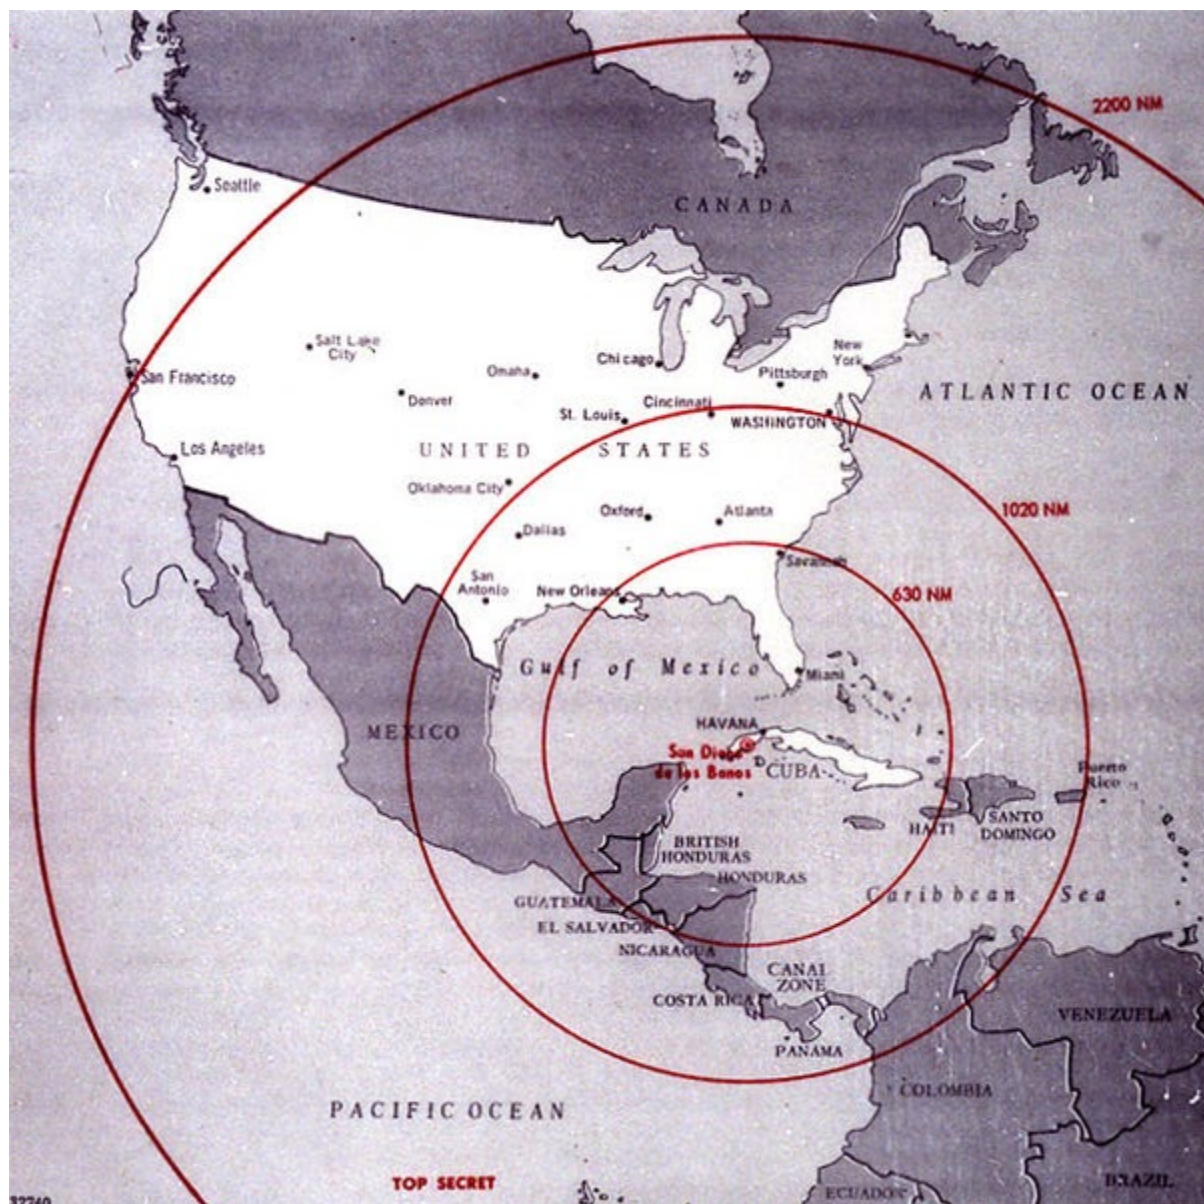 2200 NM
Seattle
CANADA
Salt Lake
City
San Francisco
Denver
Omaha
Chicago
New
York
Pittsburgh
ATLANTIC OCEAN
Cincinnati
St. Louis
WASHINGTON
Los Angeles
UNITED STATES
Oklahoma City
1020 NM
Oxford
Atlanta
Dallas
Savannah
San
Antonio
New Orleans
630 NM
Gulf of Mexico
Miami
MEXICO
HAVANA
San Diego
de los Banos
CUBA
Puerto
Rico
HAITI
SANTO
DOMINGO
BRITISH
HONDURAS
HONDURAS
GUATEMALA
Caribbean Sea
EL SALVADOR
NICARAGUA
CANAL
ZONE
COSTA RICA
VENEZUELA
PANAMA
COLOMBIA
PACIFIC OCEAN
TOP SECRET
ECUADOR
BRAZIL
32740